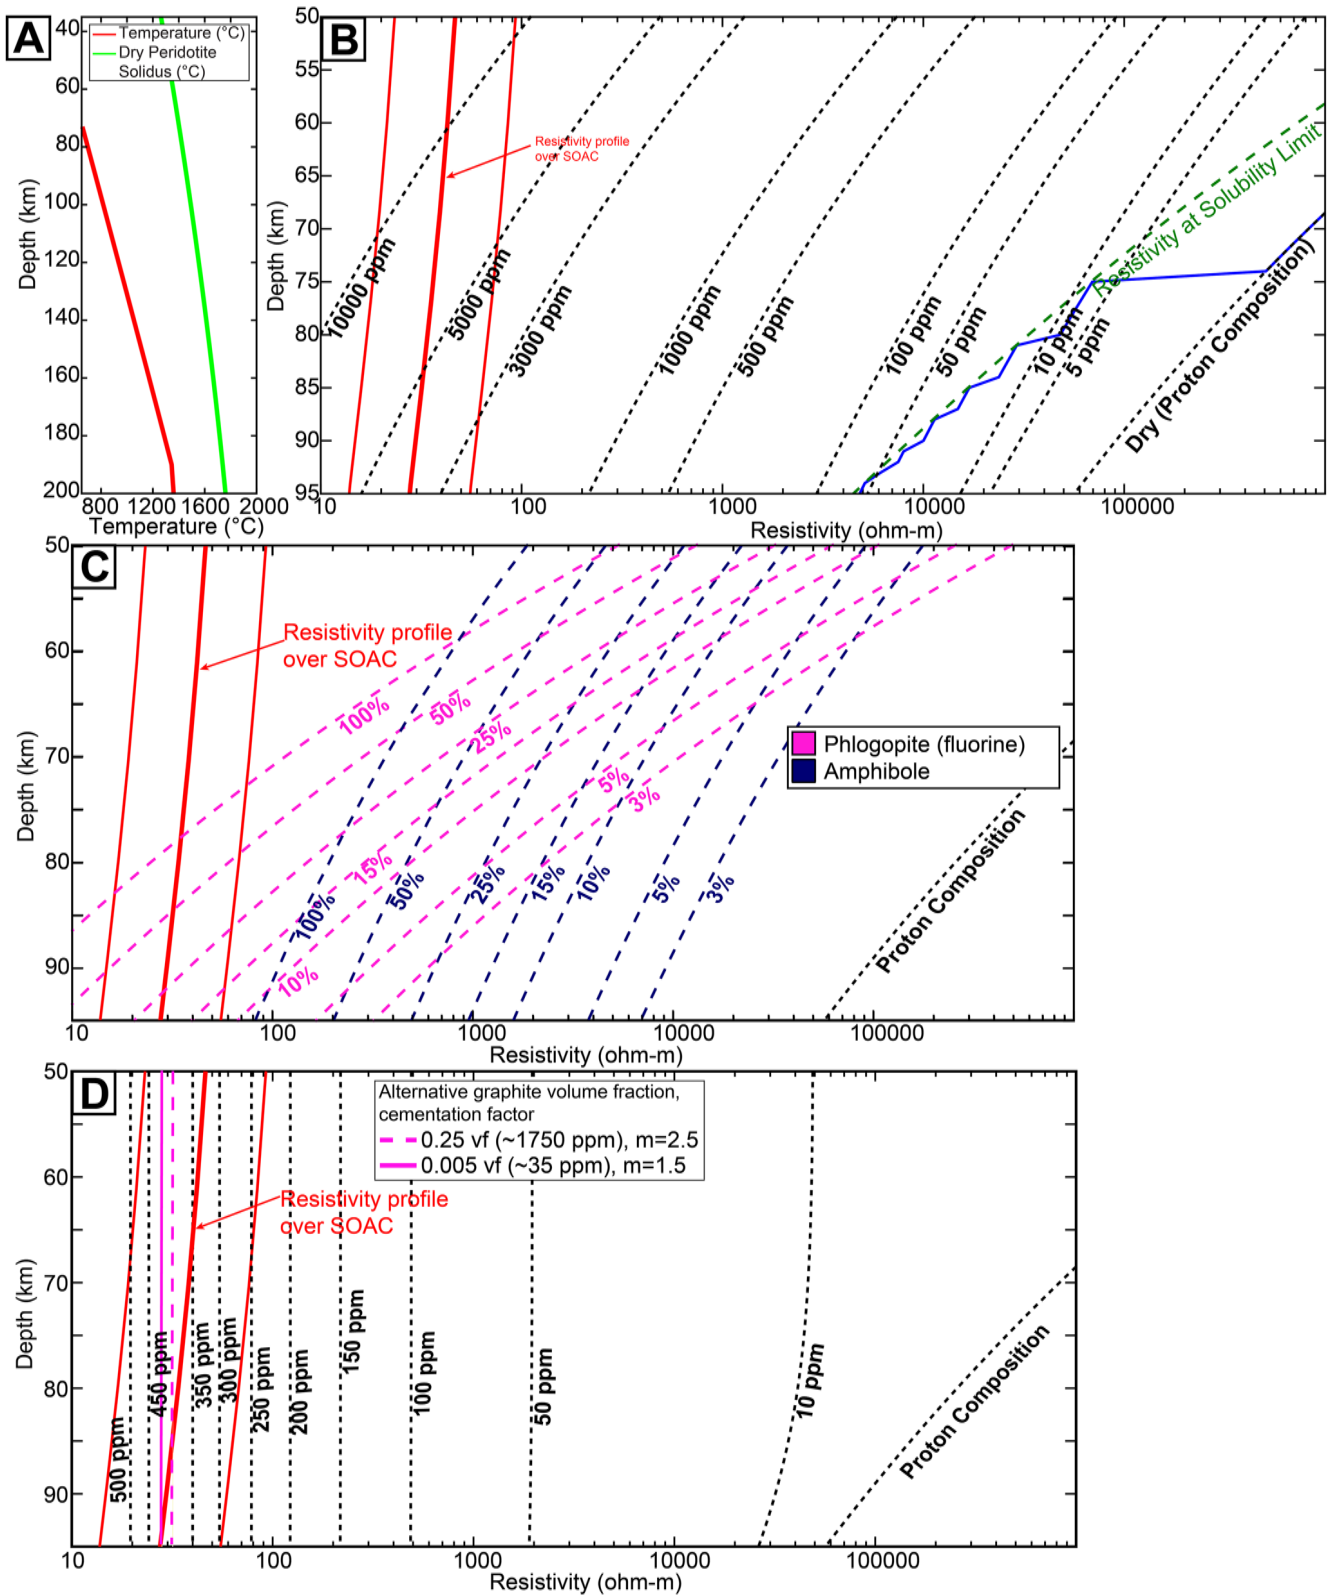 A
Temperature (°C)
Dry Peridotite
Solidus (°C)
40
60
80
100
120
140
160
180
200
Depth (km)
800
1200
1600
2000
Temperature (°C)
B
50
55
60
65
70
75
80
85
90
95
Depth (km)
Resistivity profile
over SOAC
10000 ppm
5000 ppm
3000 ppm
1000 ppm
500 ppm
100 ppm
50 ppm
10 ppm
5 ppm
Resistivity at Solubility Limit
Dry (Proton Composition)
10
100
1000
10000
100000
Resistivity (ohm-m)
C
50
60
70
80
90
Depth (km)
Resistivity profile
over SOAC
100%
50%
25%
15%
10%
5%
3%
100%
50%
25%
15%
10%
5%
3%
Phlogopite (fluorine)
Amphibole
Proton Composition
10
100
1000
10000
100000
Resistivity (ohm-m)
D
50
60
70
80
90
Depth (km)
Alternative graphite volume fraction,
cementation factor
0.25 vf (~1750 ppm), m=2.5
0.005 vf (~35 ppm), m=1.5
Resistivity profile
over SOAC
500 ppm
450 ppm
350 ppm
300 ppm
250 ppm
200 ppm
150 ppm
100 ppm
50 ppm
10 ppm
Proton Composition
10
100
1000
10000
100000
Resistivity (ohm-m)